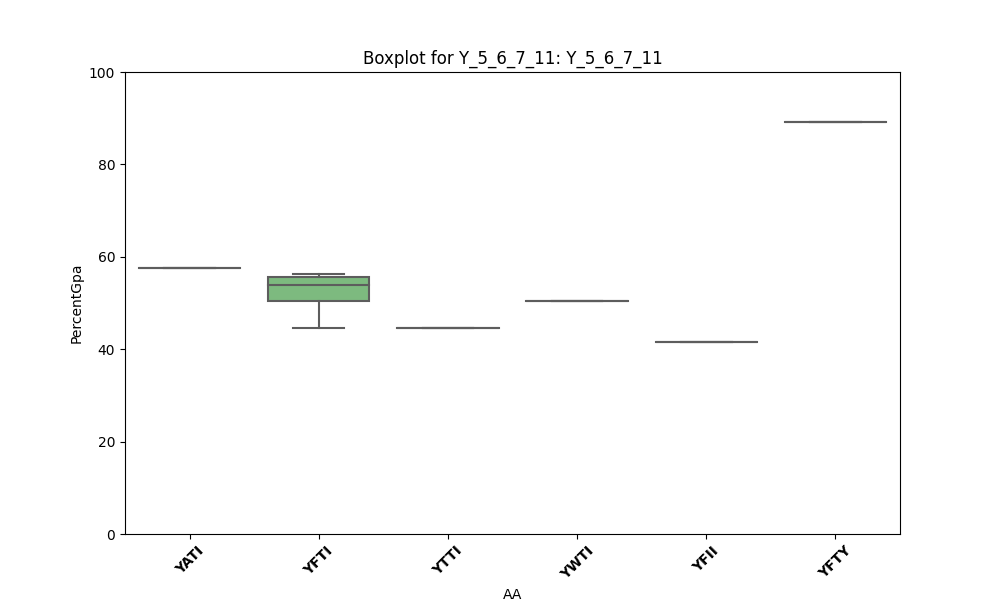 Boxplot for Y_5_6_7_11: Y_5_6_7_11
100
80
60
40
20
0
PercentGpa
YATI
YFTI
YTTI
YWTI
YFII
YFTY
AA